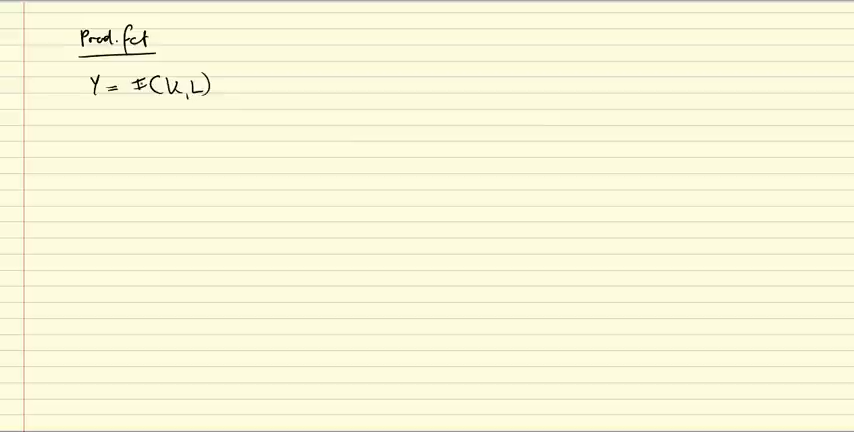 Prod. fct
Y = F(K,L)